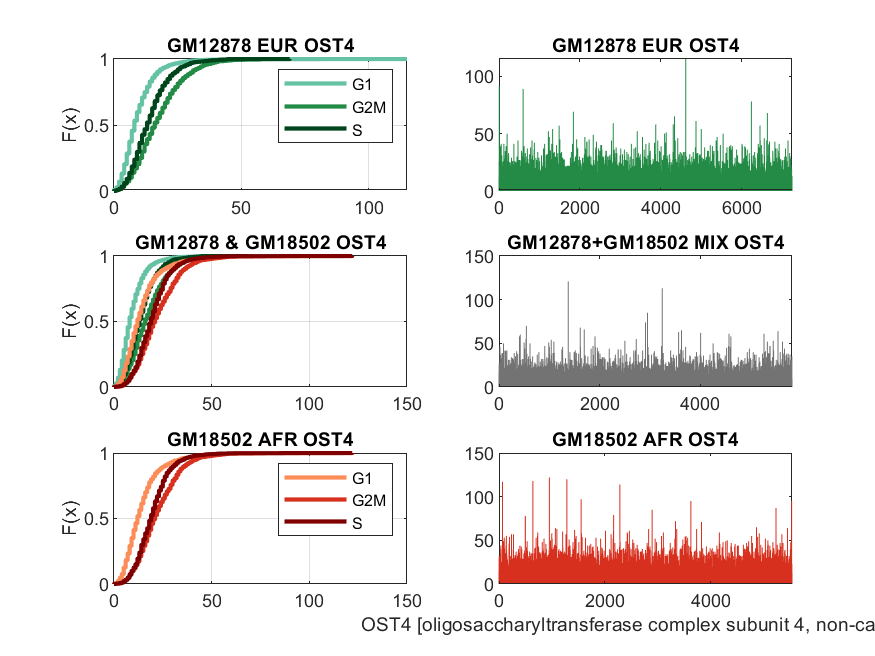 GM12878 EUR OST4
F(x)
1
0.5
0
0 50 100
G1
G2M
S
GM12878 EUR OST4
100
50
0
0 2000 4000 6000
GM12878 & GM18502 OST4
F(x)
1
0.5
0
0 50 100 150
GM12878+GM18502 MIX OST4
150
100
50
0
0 2000 4000
GM18502 AFR OST4
F(x)
1
0.5
0
0 50 100 150
G1
G2M
S
GM18502 AFR OST4
150
100
50
0
0 2000 4000
OST4 [oligosaccharyltransferase complex subunit 4, non-ca